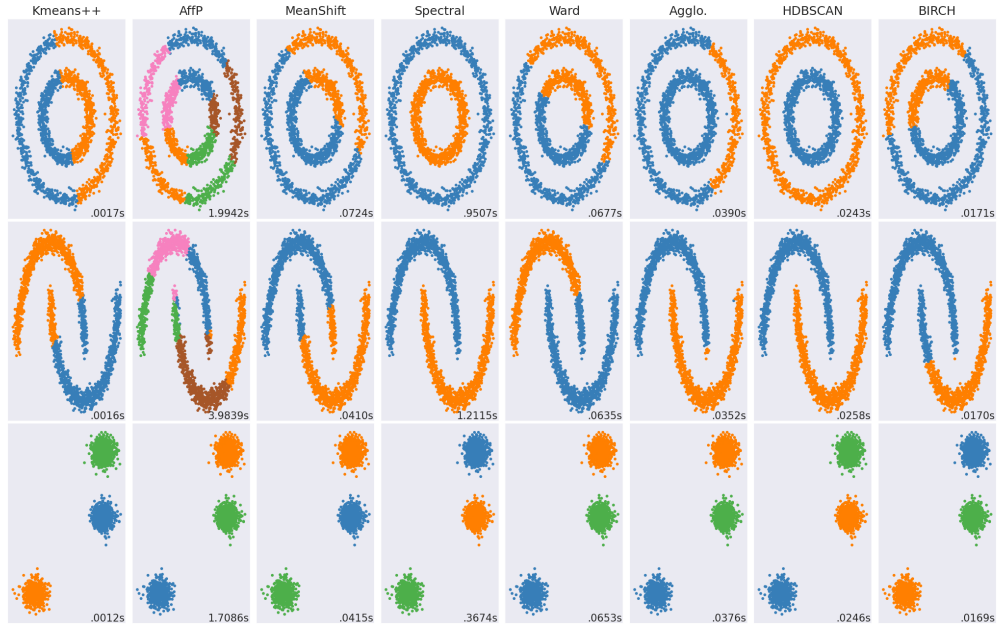 Kmeans++ AffP MeanShift Spectral Ward Agglo. HDBSCAN BIRCH
.0017s 1.9942s .0724s .9507s .0677s .0390s .0243s .0171s
.0016s 3.9839s .0410s 1.2115s .0635s .0352s .0258s .0170s
.0012s 1.7086s .0415s .3674s .0653s .0376s .0246s .0169s